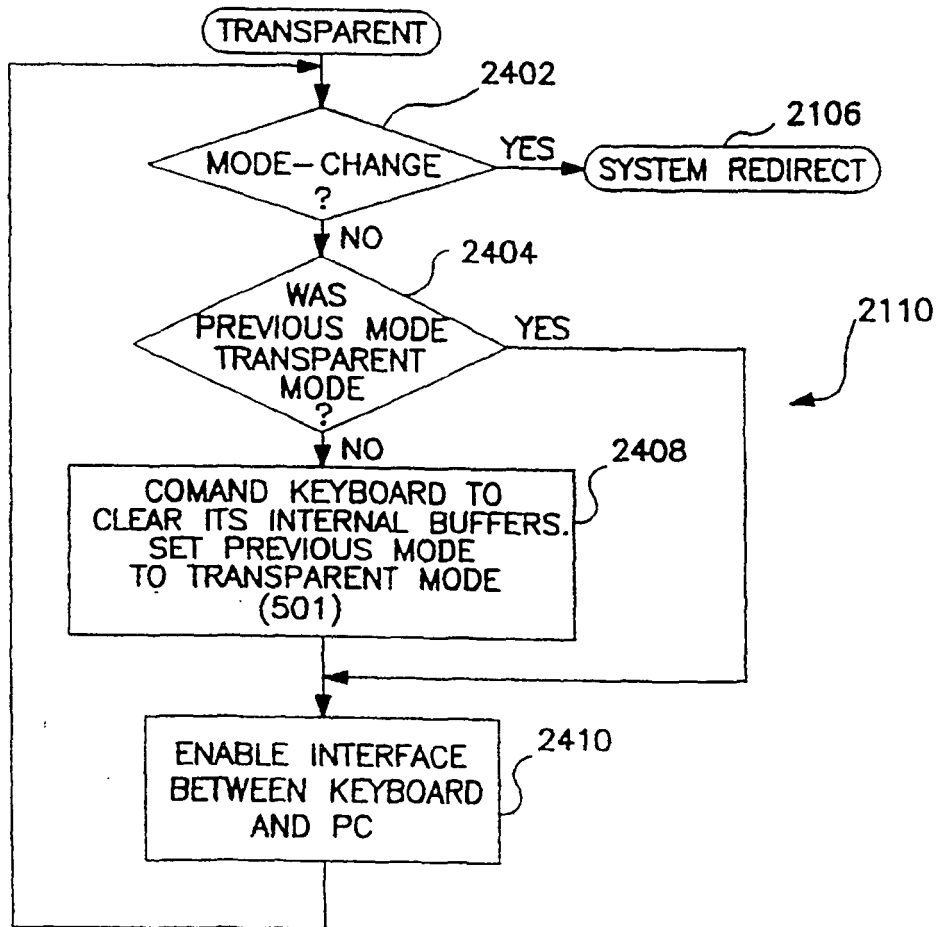 TRANSPARENT
2402
MODE-CHANGE
?
YES
2106
SYSTEM REDIRECT
NO
2404
WAS
PREVIOUS MODE
TRANSPARENT
MODE
?
YES
2110
NO
2408
COMAND KEYBOARD TO
CLEAR ITS INTERNAL BUFFERS.
SET PREVIOUS MODE
TO TRANSPARENT MODE
(501)
2410
ENABLE INTERFACE
BETWEEN KEYBOARD
AND PC